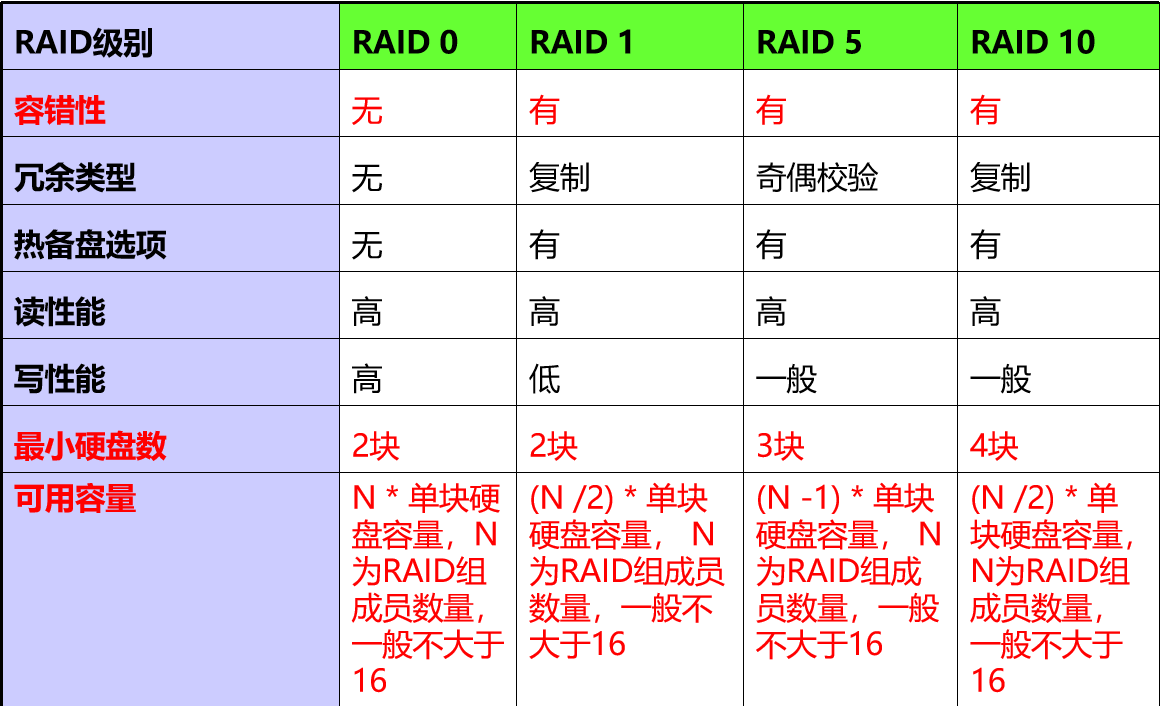 RAID级别 RAID 0 RAID 1 RAID 5 RAID 10
容错性 无 有 有 有
冗余类型 无 复制 奇偶校验 复制
热备盘选项 无 有 有 有
读性能 高 高 高 高
写性能 高 低 一般 一般
最小硬盘数 2块 2块 3块 4块
可用容量
N * 单块硬
盘容量，N
为RAID组
成员数量，
一般不大于
16
(N /2) * 单块
硬盘容量， N
为RAID组成员
数量，一般不
大于16
(N -1) * 单块
硬盘容量， N
为RAID组成
员数量，一般
不大于16
(N /2) * 单
块硬盘容量，
N为RAID组
成员数量，
一般不大于
16